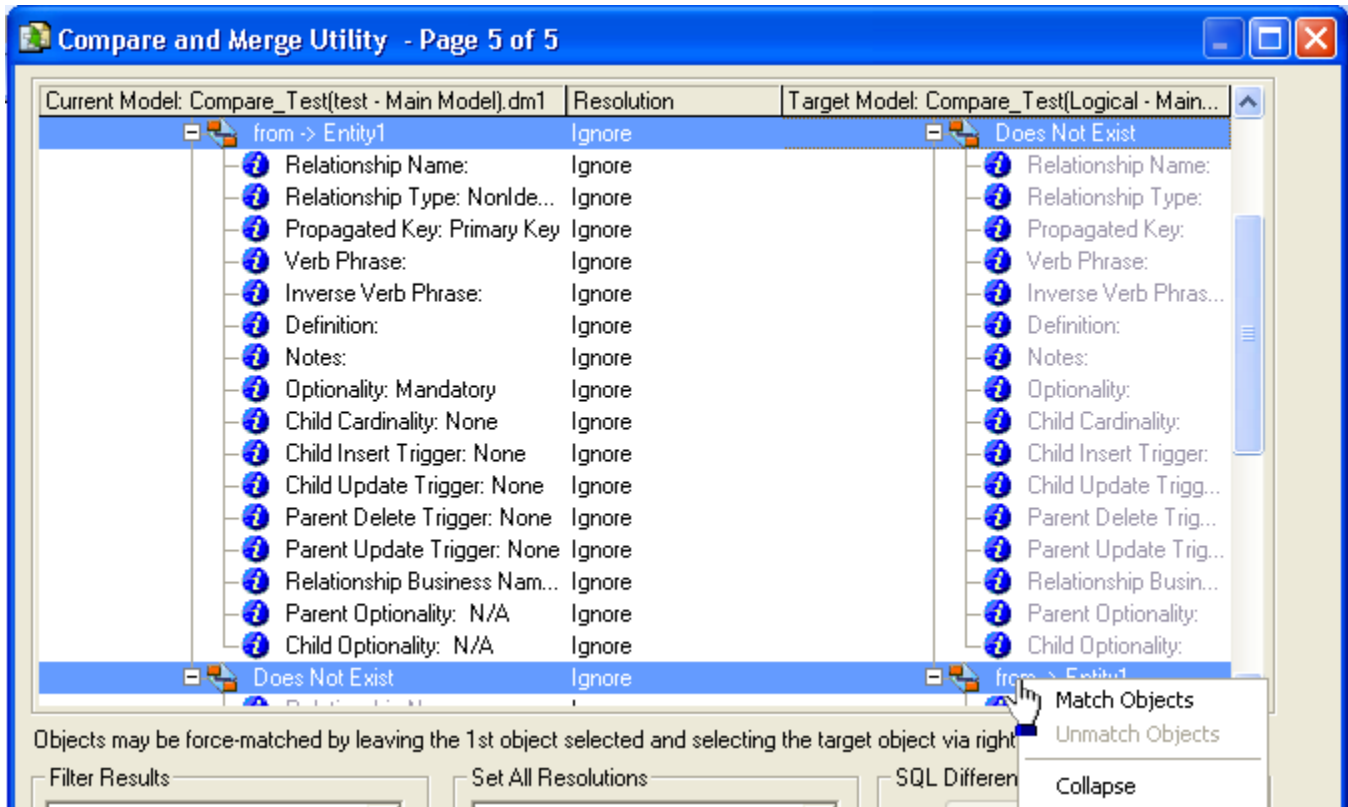 Compare and Merge Utility - Page 5 of 5
Current Model: Compare_Test(test - Main Model).dm1 Resolution Target Model: Compare_Test(Logical - Main...
from -> Entity1 Ignore Does Not Exist
Relationship Name: Ignore Relationship Name:
Relationship Type: NonIde... Ignore Relationship Type:
Propagated Key: Primary Key Ignore Propagated Key:
Verb Phrase: Ignore Verb Phrase:
Inverse Verb Phrase: Ignore Inverse Verb Phras...
Definition: Ignore Definition:
Notes: Ignore Notes:
Optionality: Mandatory Ignore Optionality:
Child Cardinality: None Ignore Child Cardinality:
Child Insert Trigger: None Ignore Child Insert Trigger:
Child Update Trigger: None Ignore Child Update Trigg...
Parent Delete Trigger: None Ignore Parent Delete Trig...
Parent Update Trigger: None Ignore Parent Update Trig...
Relationship Business Nam... Ignore Relationship Busin...
Parent Optionality: N/A Ignore Parent Optionality:
Child Optionality: N/A Ignore Child Optionality:
Does Not Exist Ignore from -> Entity1
Match Objects
Unmatch Objects
Collapse
Objects may be force-matched by leaving the 1st object selected and selecting the target object via right
Filter Results Set All Resolutions SQL Differen